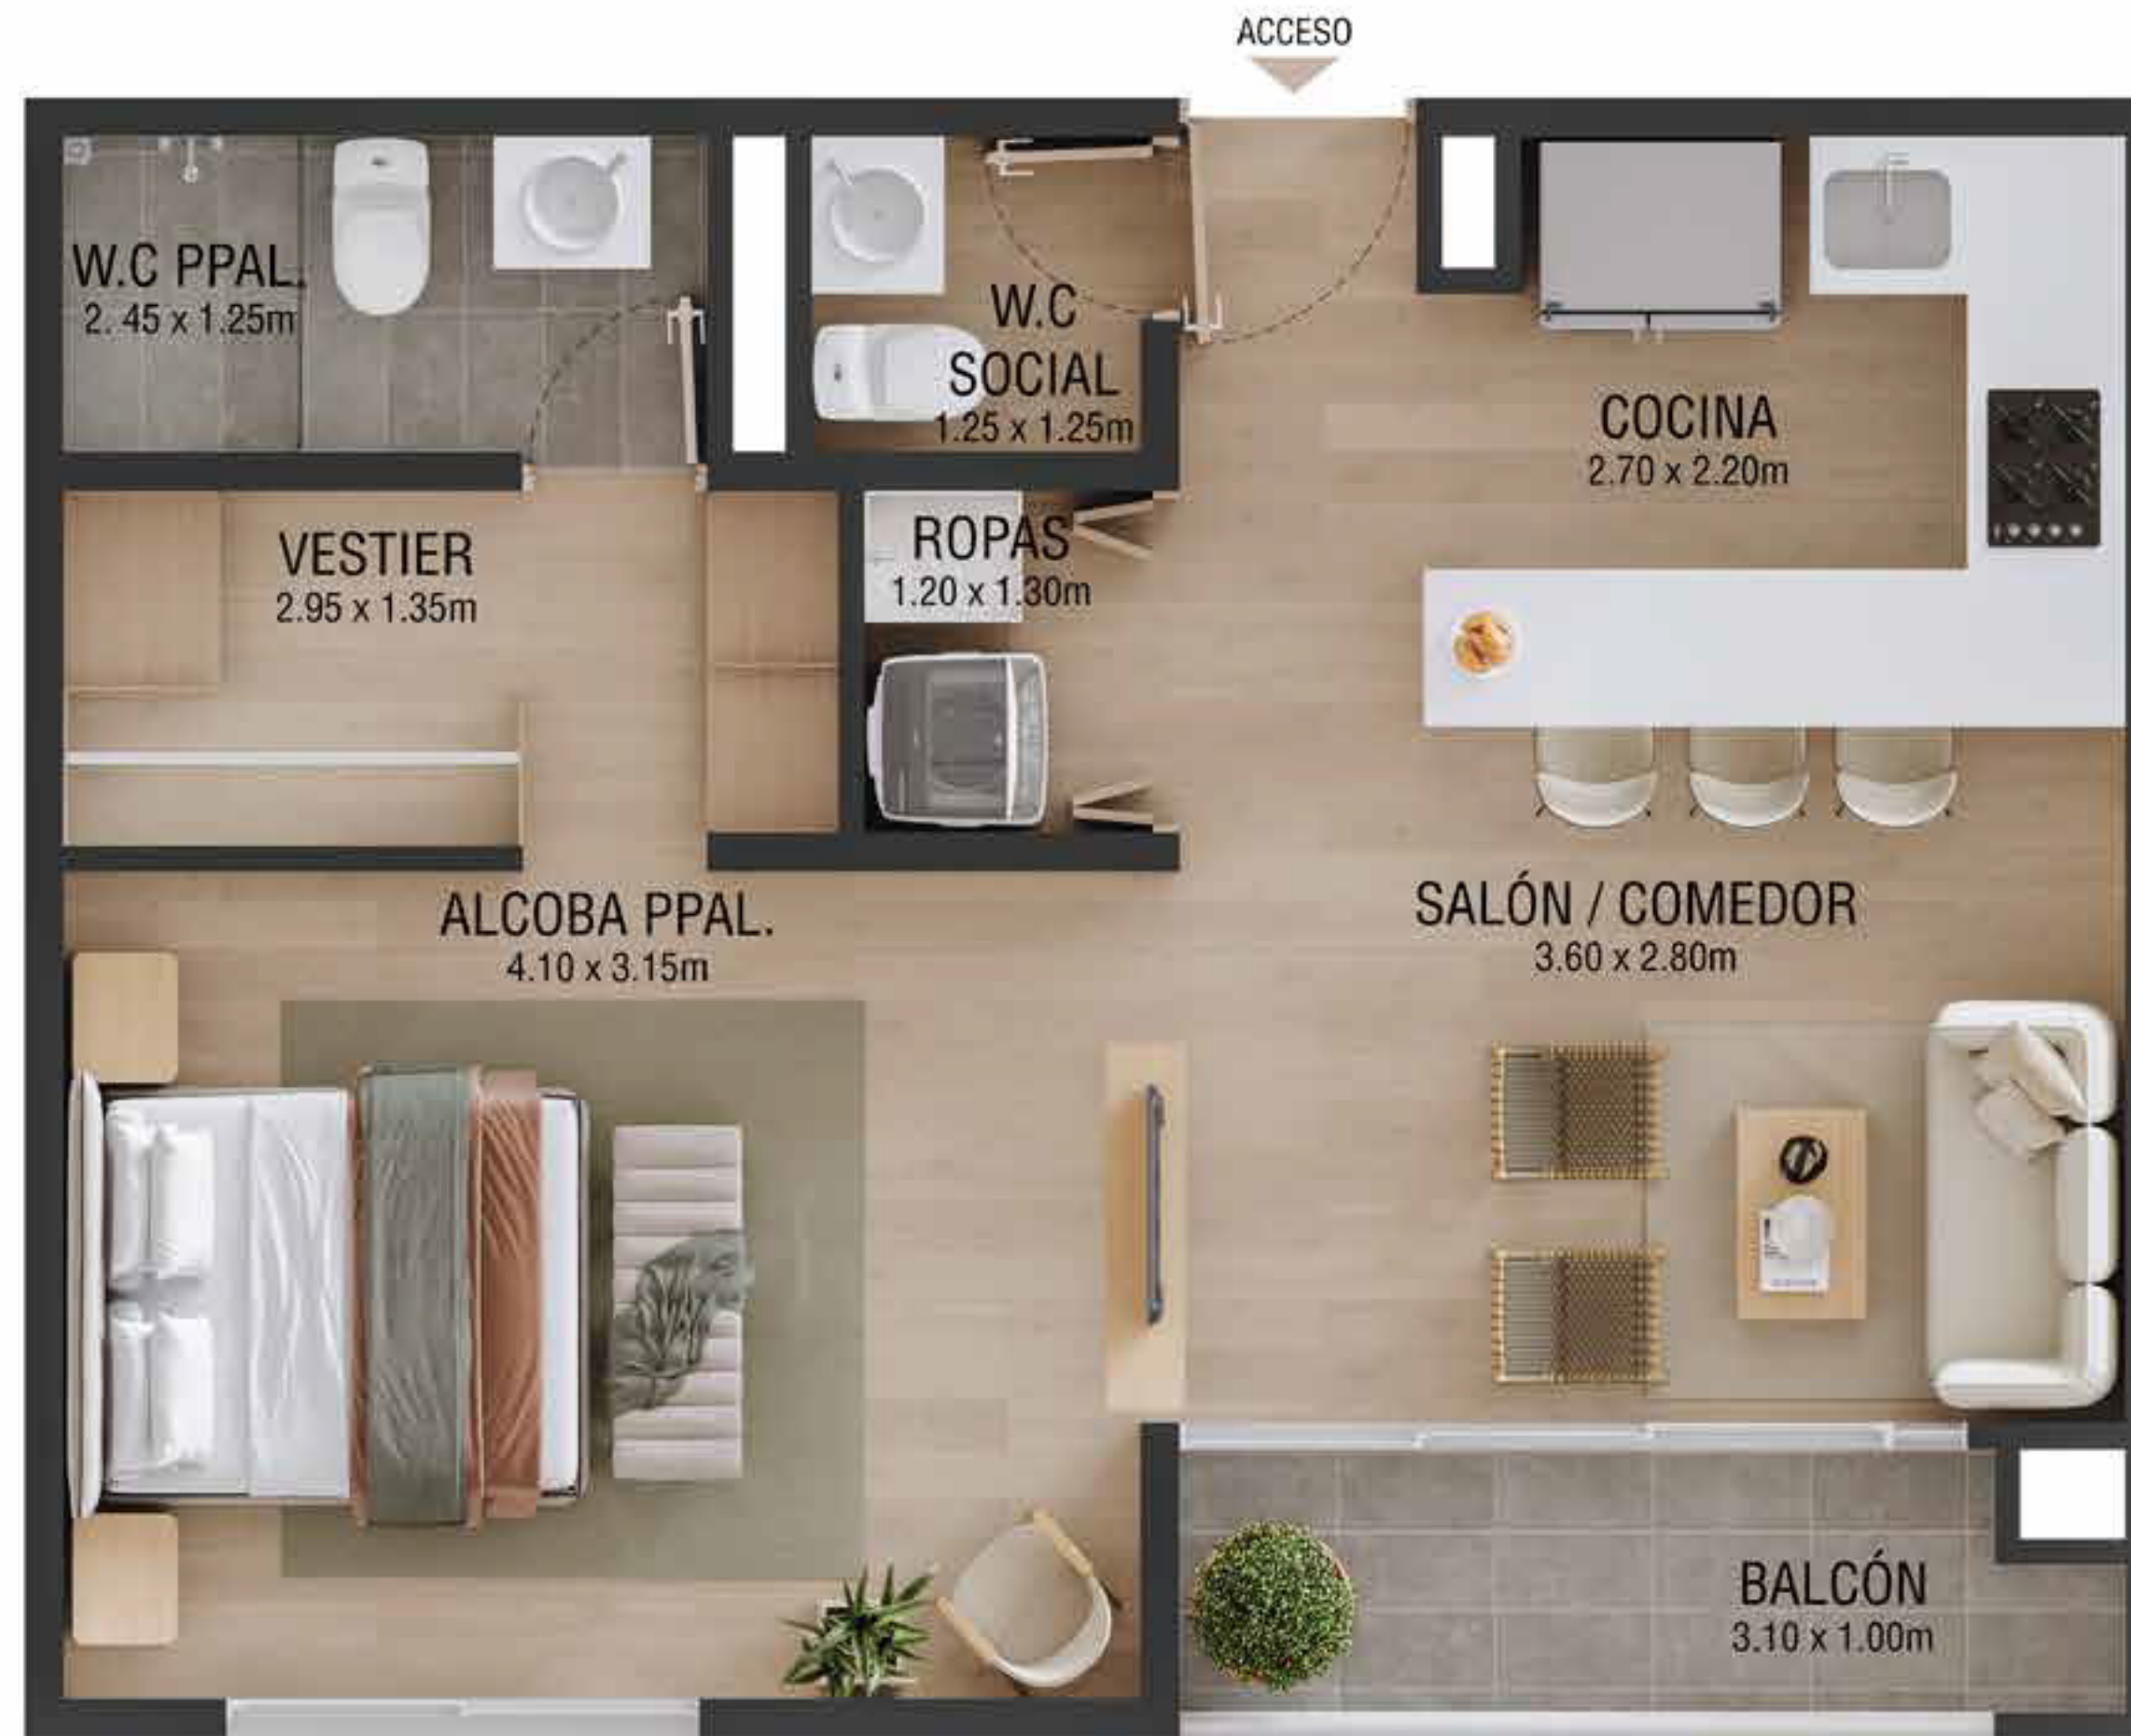 ACCESO
W.C PPAL.
2. 45 x 1.25m
W.C
SOCIAL
1.25 x 1.25m
COCINA
2.70 x 2.20m
VESTIER
2.95 x 1.35m
ROPAS
1.20 x 1.30m
ALCOBA PPAL.
4.10 x 3.15m
SALÓN / COMEDOR
3.60 x 2.80m
BALCÓN
3.10 x 1.00m